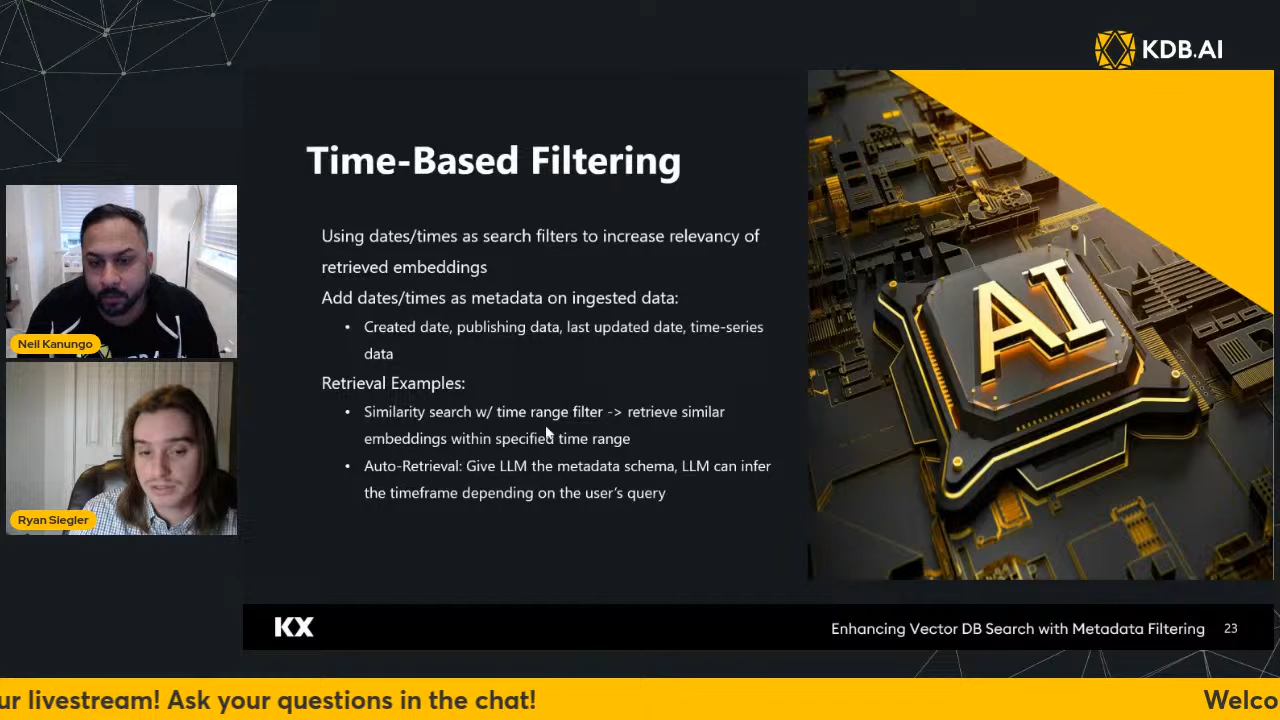 KDB.AI
Time-Based Filtering
Using dates/times as search filters to increase relevancy of
retrieved embeddings
Add dates/times as metadata on ingested data:
• Created date, publishing data, last updated date, time-series
data
Retrieval Examples:
• Similarity search w/ time range filter -> retrieve similar
embeddings within specified time range
• Auto-Retrieval: Give LLM the metadata schema, LLM can infer
the timeframe depending on the user's query
AI
Neil Kanungo
Ryan Siegler
KX
Enhancing Vector DB Search with Metadata Filtering 23
ur livestream! Ask your questions in the chat! Welco